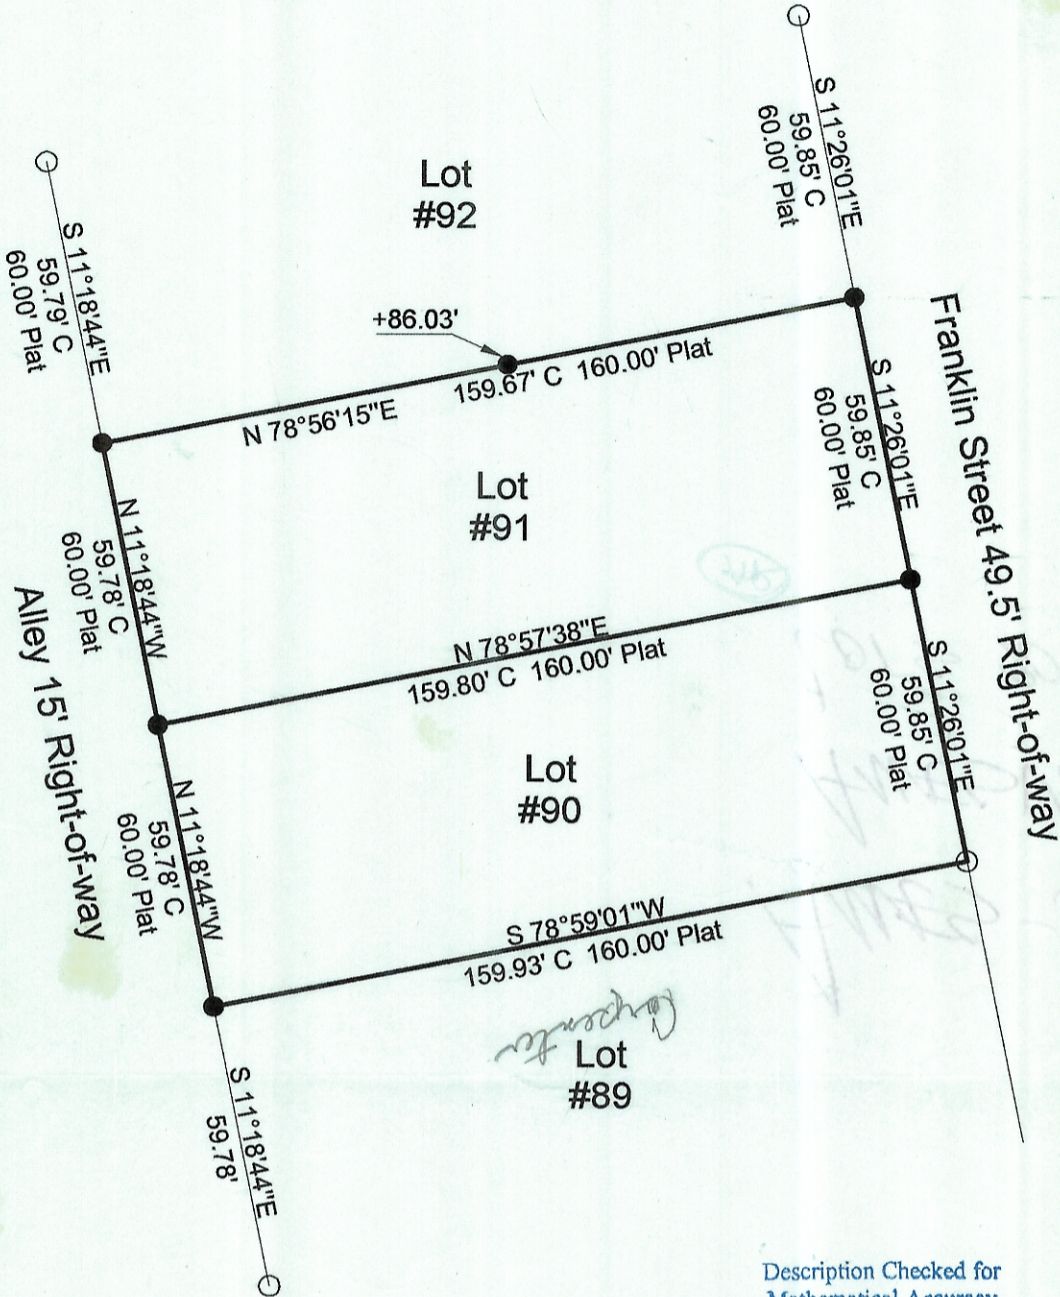 S 11°26'01"E
59.85' C
60.00' Plat
Lot
#92
S 11°18'44"E
59.79' C
60.00' Plat
+86.03'
159.67' C 160.00' Plat
N 78°56'15"E
Franklin Street 49.5' Right-of-way
S 11°26'01"E
59.85' C
60.00' Plat
Lot
#91
N 11°18'44"W
59.78' C
60.00' Plat
Alley 15' Right-of-way
N 78°57'38"E
159.80' C 160.00' Plat
S 11°26'01"E
59.85' C
60.00' Plat
Lot
#90
N 11°18'44"W
59.78' C
60.00' Plat
S 78°59'01"W
159.93' C 160.00' Plat
Carpenter
Lot
#89
S 11°18'44"E
59.78'
Description Checked for
Mathematical Accuracy